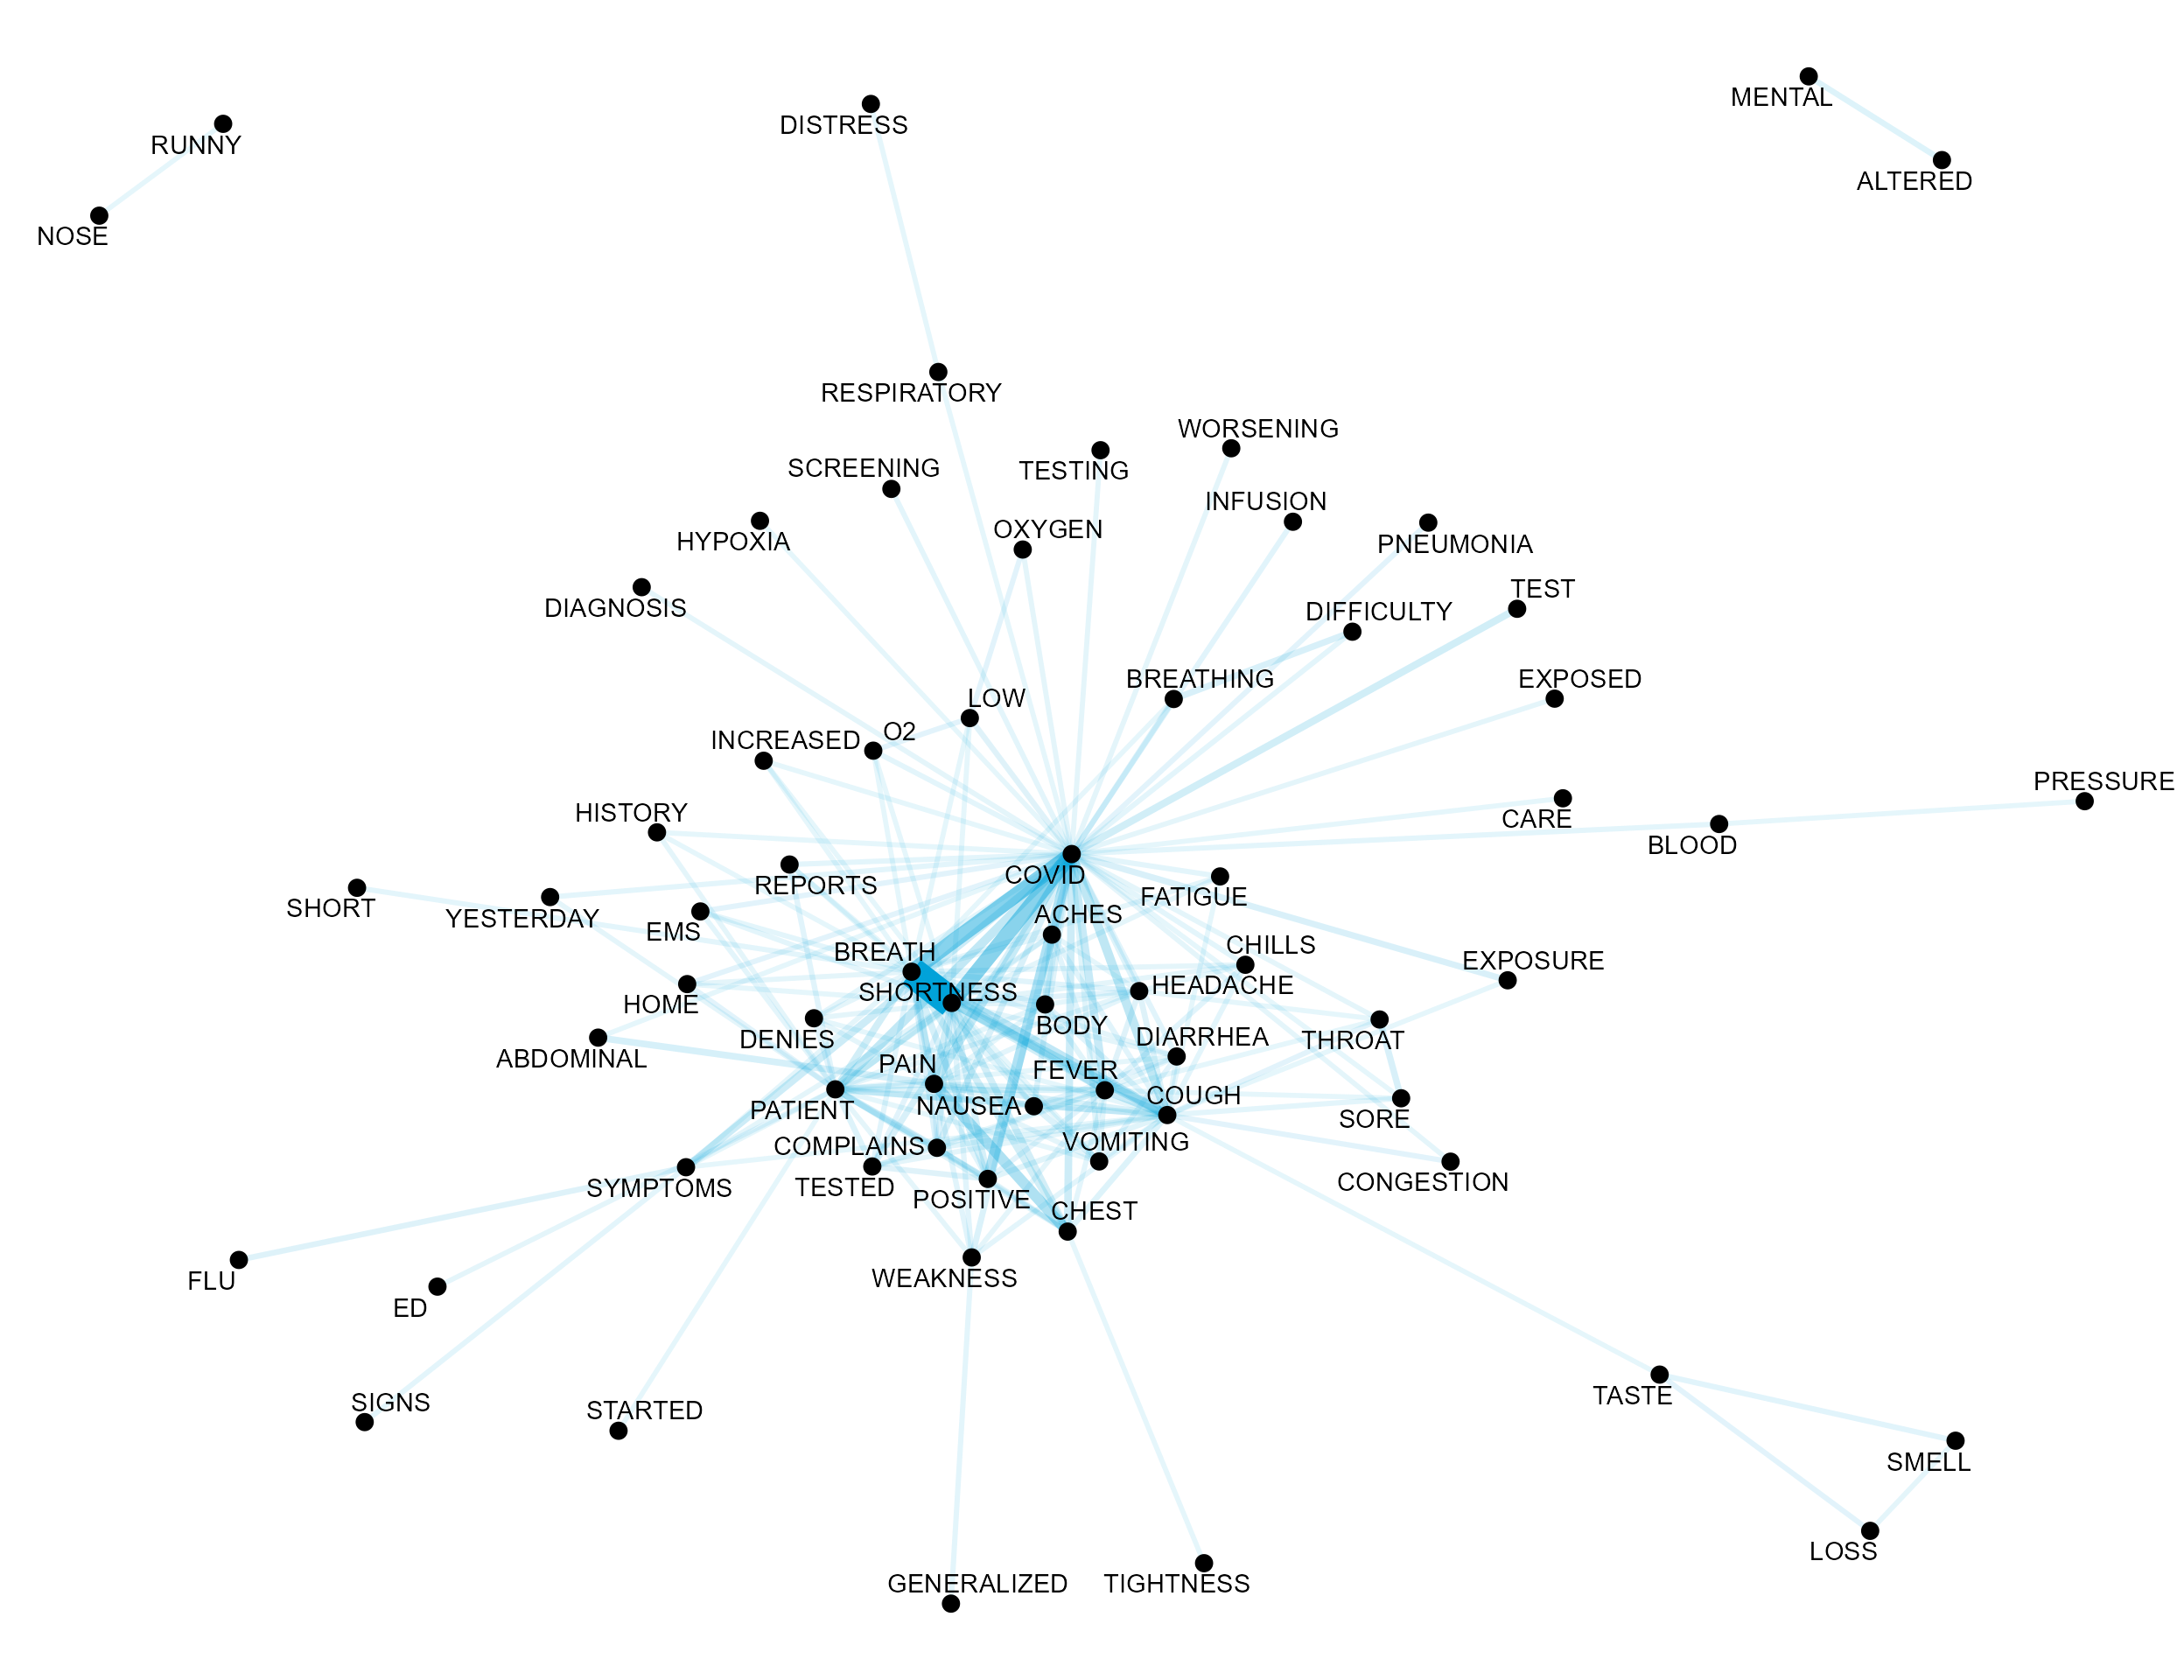 MENTAL
DISTRESS
RUNNY
ALTERED
NOSE
RESPIRATORY
WORSENING
SCREENING
TESTING
INFUSION
OXYGEN
HYPOXIA
PNEUMONIA
TEST
DIAGNOSIS
DIFFICULTY
BREATHING
EXPOSED
LOW
O2
INCREASED
PRESSURE
HISTORY
CARE
BLOOD
COVID
REPORTS
FATIGUE
SHORT
ACHES
YESTERDAY
EMS
CHILLS
BREATH
EXPOSURE
HEADACHE
SHORTNESS
HOME
BODY
DIARRHEA
DENIES
THROAT
ABDOMINAL
PAIN
FEVER
COUGH
NAUSEA
PATIENT
SORE
VOMITING
COMPLAINS
CONGESTION
TESTED
SYMPTOMS
POSITIVE
CHEST
WEAKNESS
FLU
ED
TASTE
SIGNS
STARTED
SMELL
LOSS
GENERALIZED
TIGHTNESS